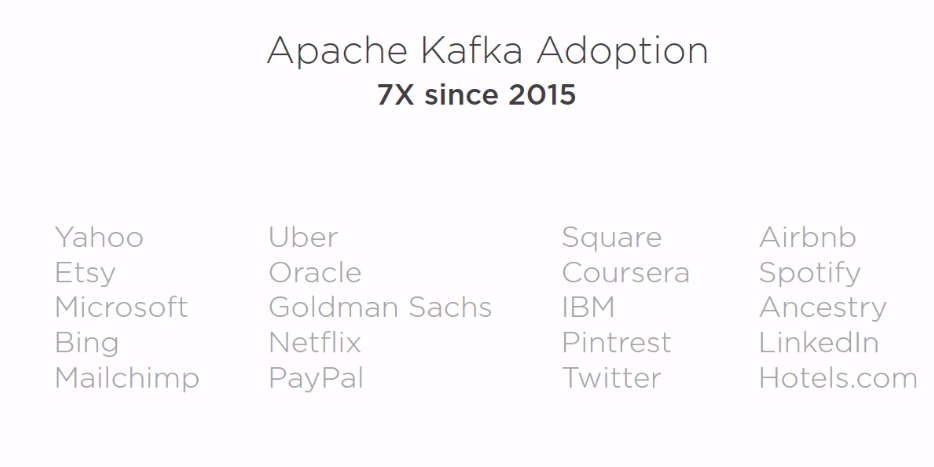 Apache Kafka Adoption
7X since 2015
Yahoo
Etsy
Microsoft
Bing
Mailchimp
Uber
Oracle
Goldman Sachs
Netflix
PayPal
Square
Coursera
IBM
Pintrest
Twitter
Airbnb
Spotify
Ancestry
LinkedIn
Hotels.com